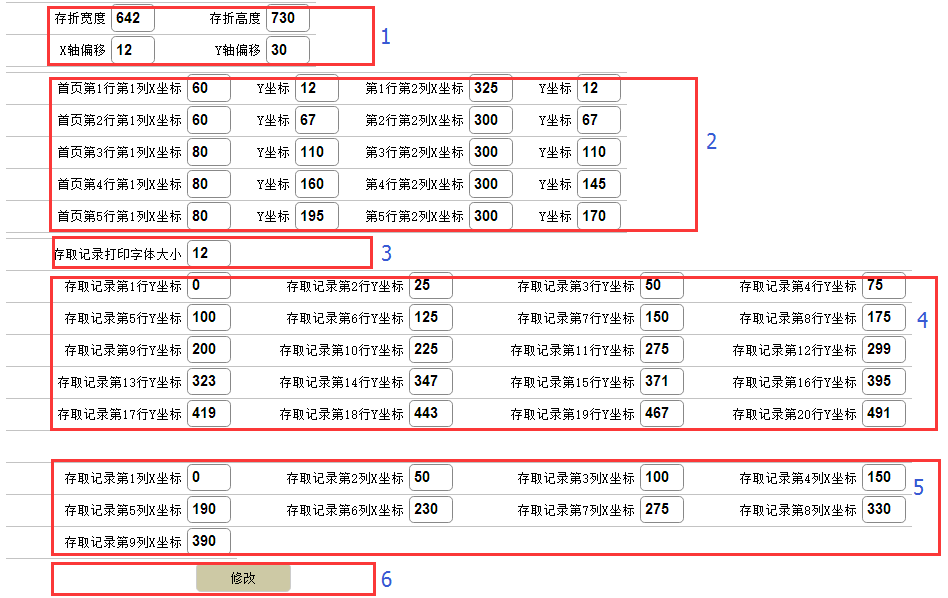 存折宽度 642 存折高度 730
X轴偏移 12 Y轴偏移 30 1
首页第1行第1列X坐标 60 Y坐标 12 第1行第2列X坐标 325 Y坐标 12
首页第2行第1列X坐标 60 Y坐标 67 第2行第2列X坐标 300 Y坐标 67
首页第3行第1列X坐标 80 Y坐标 110 第3行第2列X坐标 300 Y坐标 110 2
首页第4行第1列X坐标 80 Y坐标 160 第4行第2列X坐标 300 Y坐标 145
首页第5行第1列X坐标 80 Y坐标 195 第5行第2列X坐标 300 Y坐标 170
存取记录打印字体大小 12 3
存取记录第1行Y坐标 0 存取记录第2行Y坐标 25 存取记录第3行Y坐标 50 存取记录第4行Y坐标 75
存取记录第5行Y坐标 100 存取记录第6行Y坐标 125 存取记录第7行Y坐标 150 存取记录第8行Y坐标 175 4
存取记录第9行Y坐标 200 存取记录第10行Y坐标 225 存取记录第11行Y坐标 275 存取记录第12行Y坐标 299
存取记录第13行Y坐标 323 存取记录第14行Y坐标 347 存取记录第15行Y坐标 371 存取记录第16行Y坐标 395
存取记录第17行Y坐标 419 存取记录第18行Y坐标 443 存取记录第19行Y坐标 467 存取记录第20行Y坐标 491
存取记录第1列X坐标 0 存取记录第2列X坐标 50 存取记录第3列X坐标 100 存取记录第4列X坐标 150 5
存取记录第5列X坐标 190 存取记录第6列X坐标 230 存取记录第7列X坐标 275 存取记录第8列X坐标 330
存取记录第9列X坐标 390
修改 6